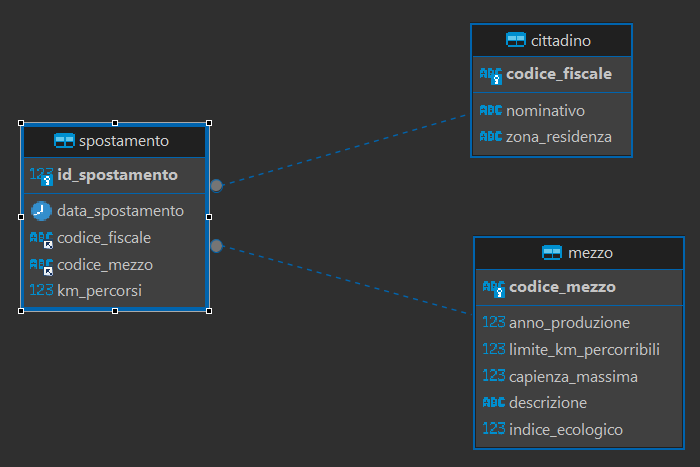 cittadino
ABC codice_fiscale
ABC nominativo
ABC zona_residenza
spostamento
123 id_spostamento
data_spostamento
ABC codice_fiscale
ABC codice_mezzo
123 km_percorsi
mezzo
ABC codice_mezzo
123 anno_produzione
123 limite_km_percorribili
123 capienza_massima
ABC descrizione
123 indice_ecologico